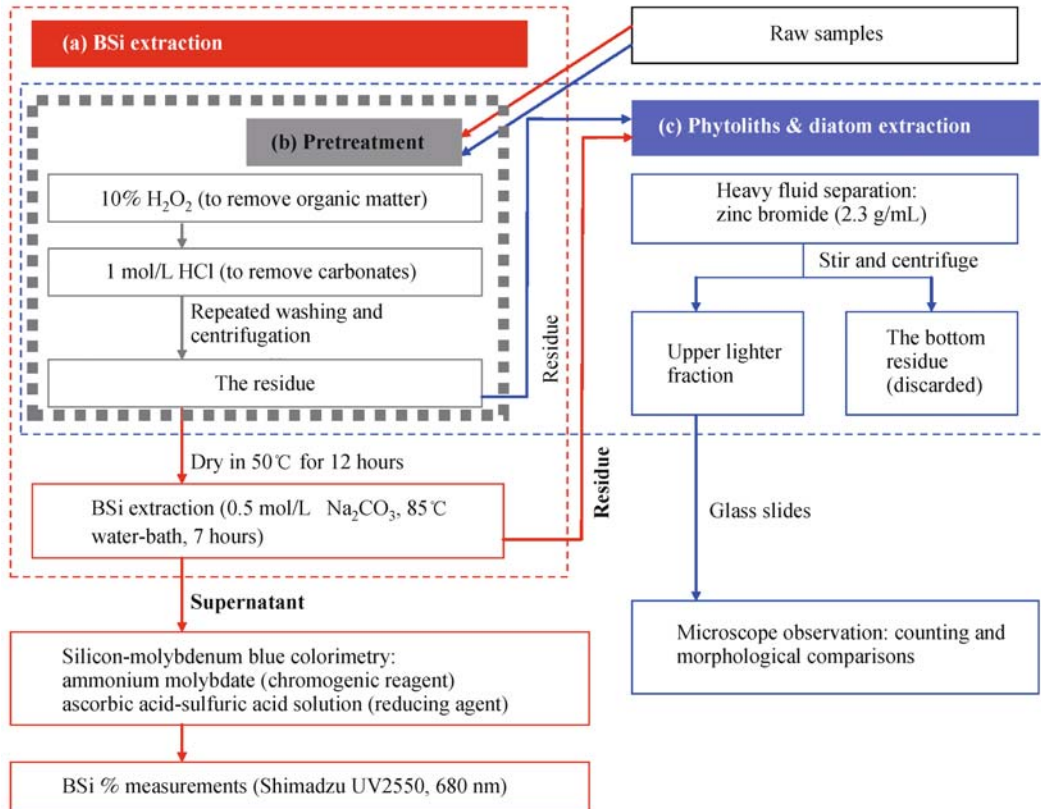 (a) BSi extraction
Raw samples
(b) Pretreatment
10% H₂O₂ (to remove organic matter)
1 mol/L HCl (to remove carbonates)
Repeated washing and
centrifugation
The residue
Residue
Dry in 50℃ for 12 hours
BSi extraction (0.5 mol/L Na₂CO₃, 85℃
water-bath, 7 hours)
Residue
Supernatant
Silicon-molybdenum blue colorimetry:
ammonium molybdate (chromogenic reagent)
ascorbic acid-sulfuric acid solution (reducing agent)
BSi % measurements (Shimadzu UV2550, 680 nm)
(c) Phytoliths & diatom extraction
Heavy fluid separation:
zinc bromide (2.3 g/mL)
Stir and centrifuge
Upper lighter
fraction
The bottom
residue
(discarded)
Glass slides
Microscope observation: counting and
morphological comparisons